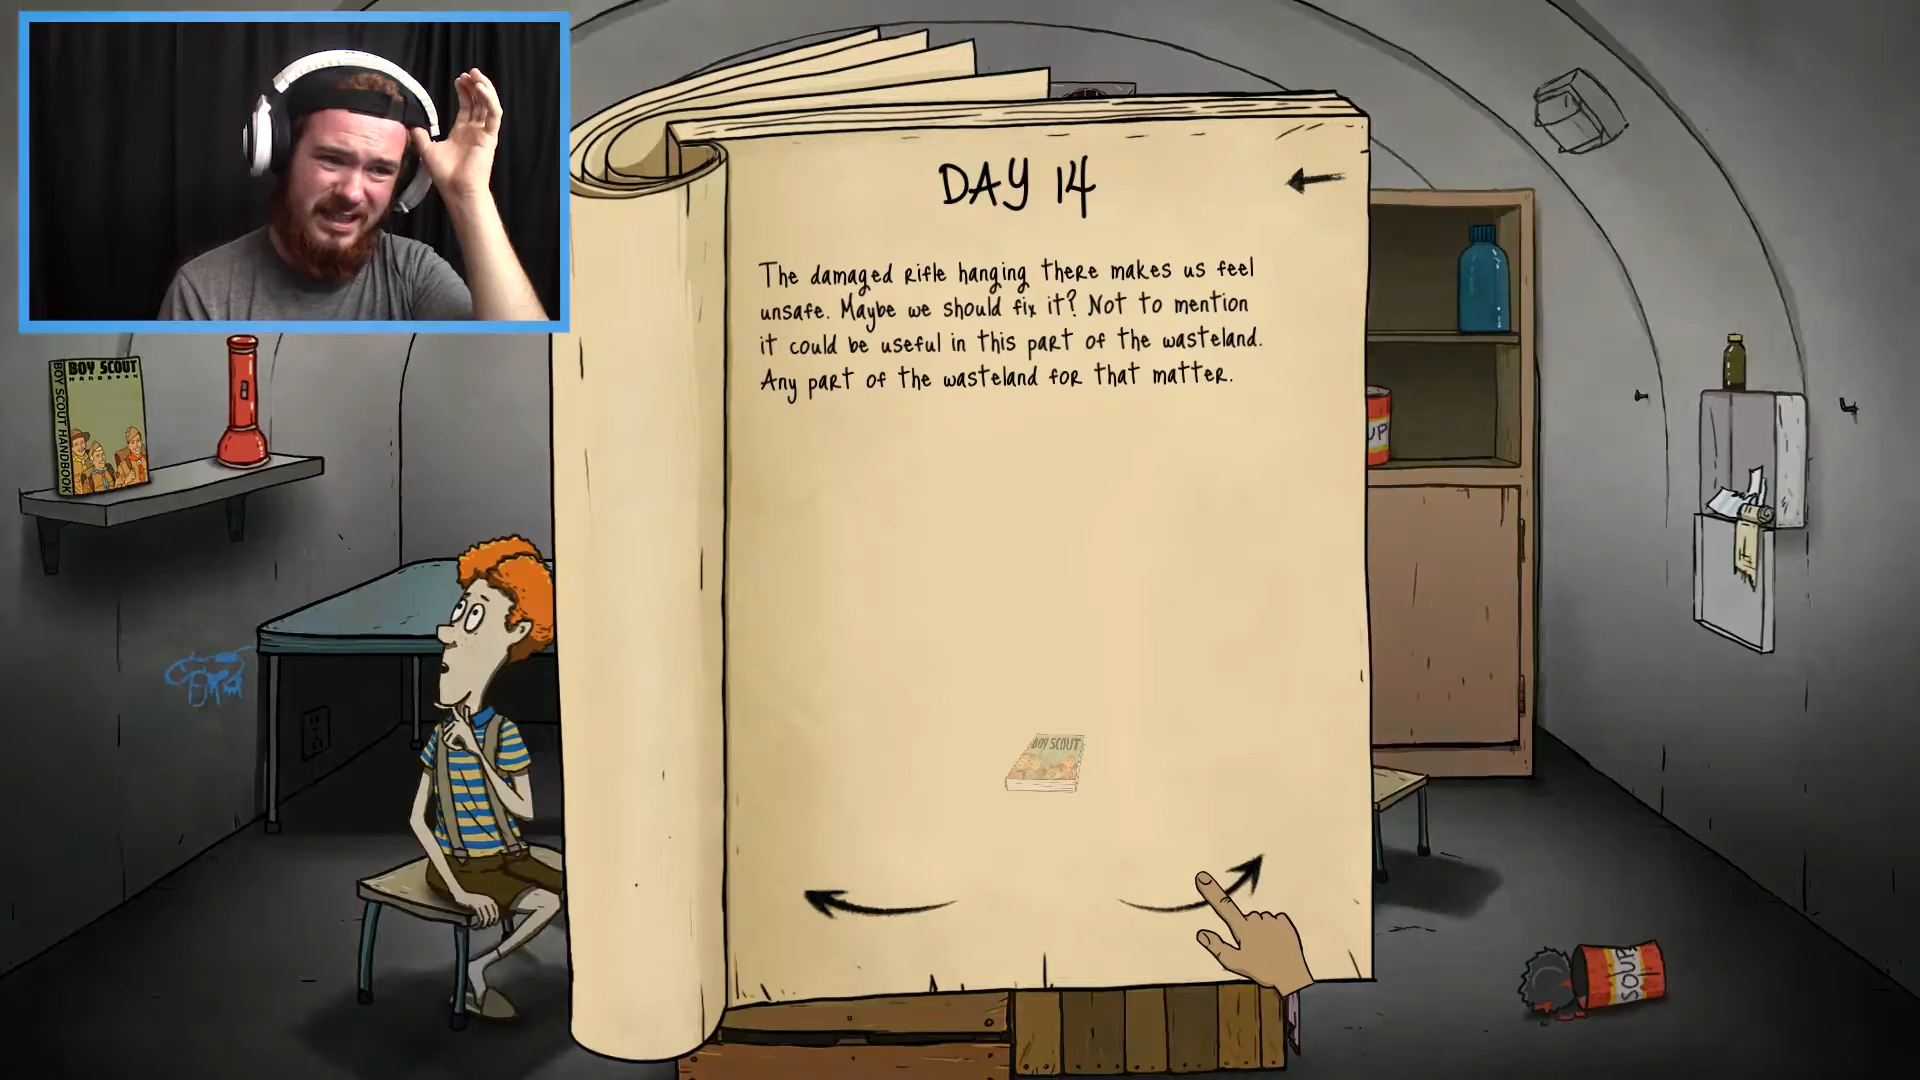 DAY 14
The damaged rifle hanging there makes us feel
unsafe. Maybe we should fix it? Not to mention
it could be useful in this part of the wasteland.
Any part of the wasteland for that matter.
BOY SCOUT
HANDBOOK
BOY SCOUT HANDBOOK
UP
BOY SCOUT
SOUP